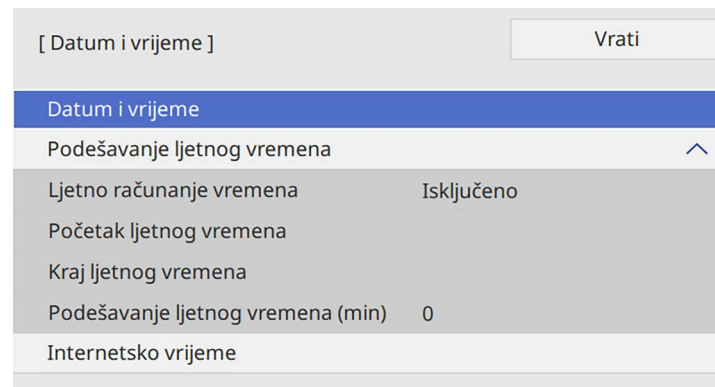 [ Datum i vrijeme ] Vrati
Datum i vrijeme
Podešavanje ljetnog vremena
Ljetno računanje vremena Isključeno
Početak ljetnog vremena
Kraj ljetnog vremena
Podešavanje ljetnog vremena (min) 0
Internetsko vrijeme